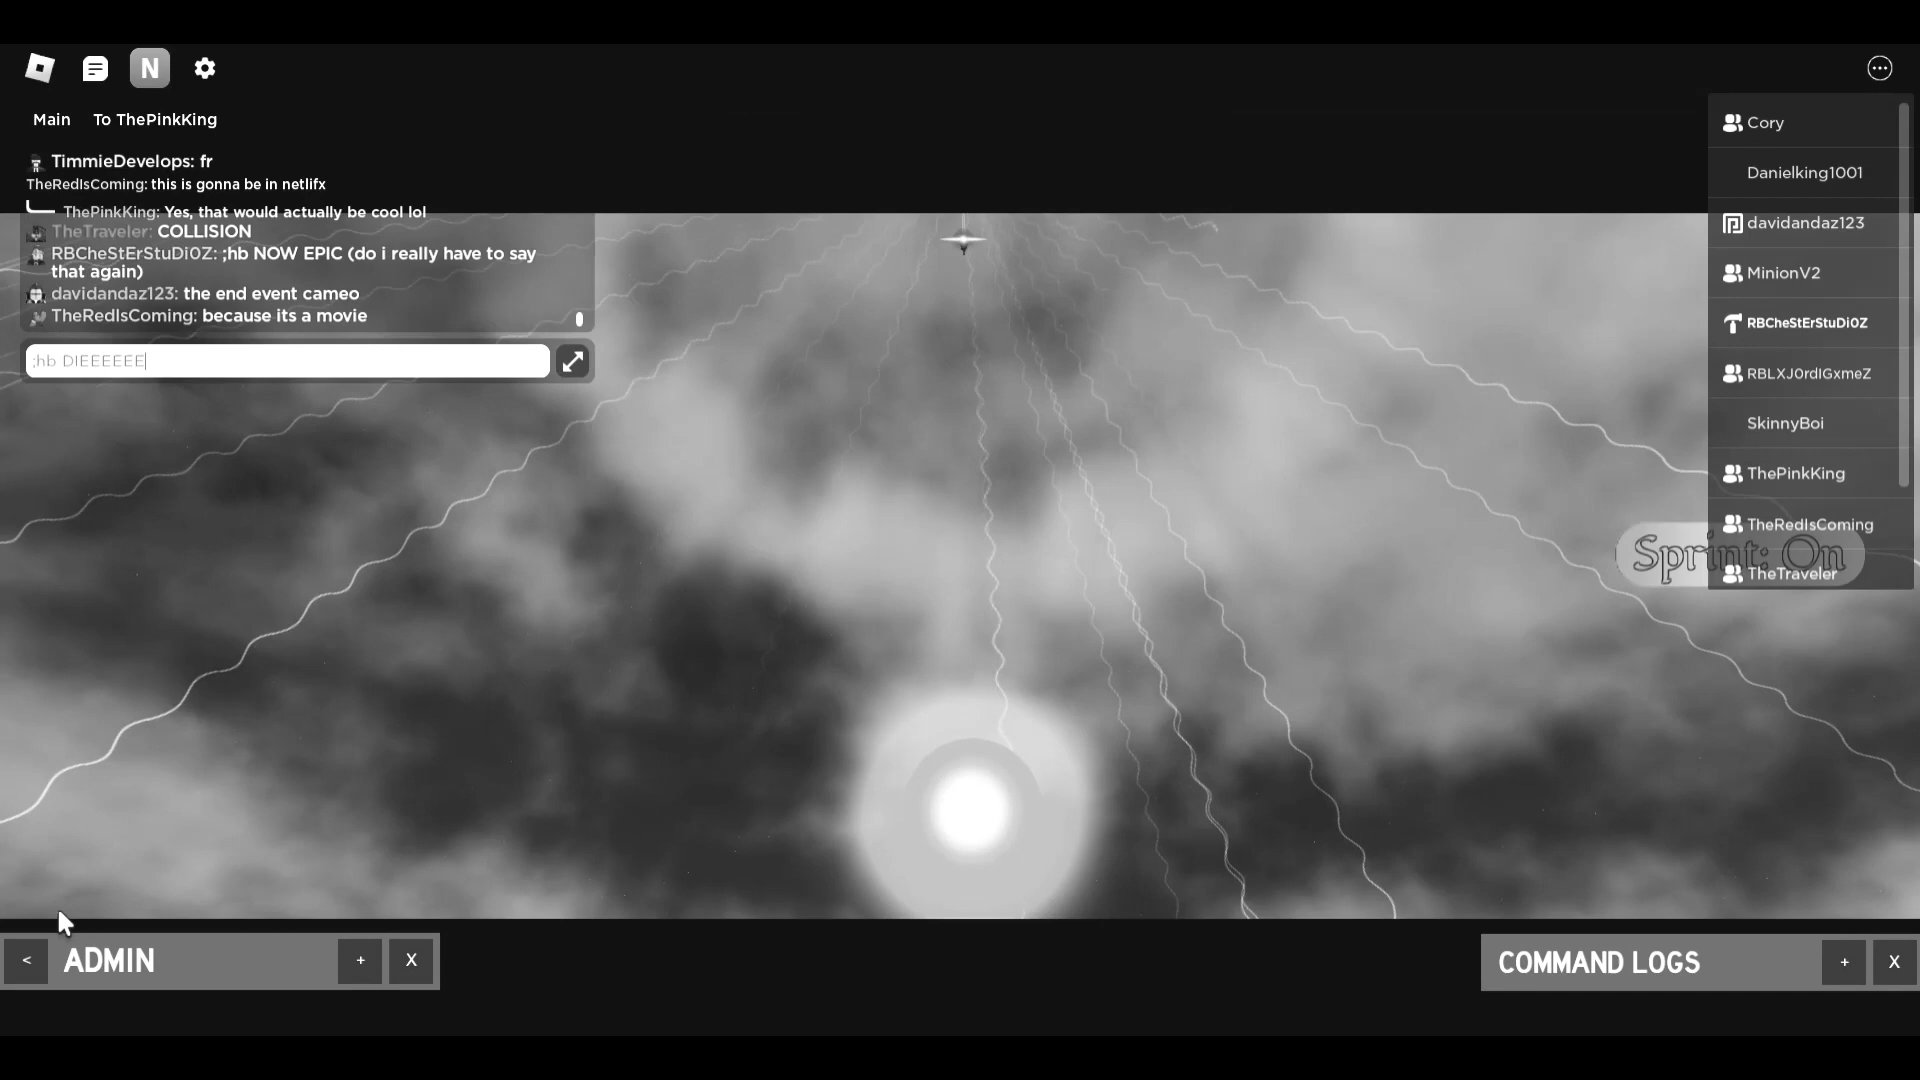 N
Main To ThePinkKing
TimmieDevelops: fr
TheRedIsComing: this is gonna be in netlifx
ThePinkKing: Yes, that would actually be cool lol
TheTraveler: COLLISION
RBCheStErStuDi0Z: ;hb NOW EPIC (do i really have to say
that again)
davidandaz123: the end event cameo
TheRedIsComing: because its a movie
;hb DIEEEEEE
Cory
Danielking1001
davidandaz123
MinionV2
RBCheStErStuDi0Z
RBLXJ0rdIGxmeZ
SkinnyBoi
ThePinkKing
TheRedIsComing
Sprint: On
TheTraveler
< ADMIN + X
COMMAND LOGS + X